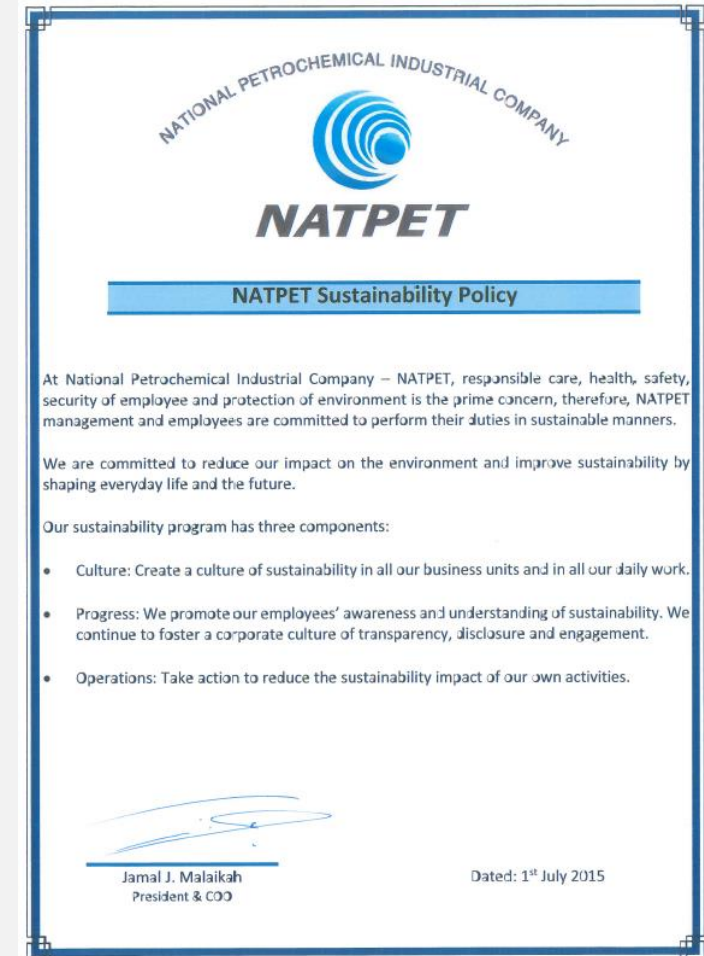 NATIONAL PETROCHEMICAL INDUSTRIAL COMPANY
NATPET
NATPET Sustainability Policy
At National Petrochemical Industrial Company – NATPET, responsible care, health, safety,
security of employee and protection of environment is the prime concern, therefore, NATPET
management and employees are committed to perform their duties in sustainable manners.
We are committed to reduce our impact on the environment and improve sustainability by
shaping everyday life and the future.
Our sustainability program has three components:
• Culture: Create a culture of sustainability in all our business units and in all our daily work.
• Progress: We promote our employees’ awareness and understanding of sustainability. We
continue to foster a corporate culture of transparency, disclosure and engagement.
• Operations: Take action to reduce the sustainability impact of our own activities.
Jamal J. Malaikah
President & COO
Dated: 1st July 2015